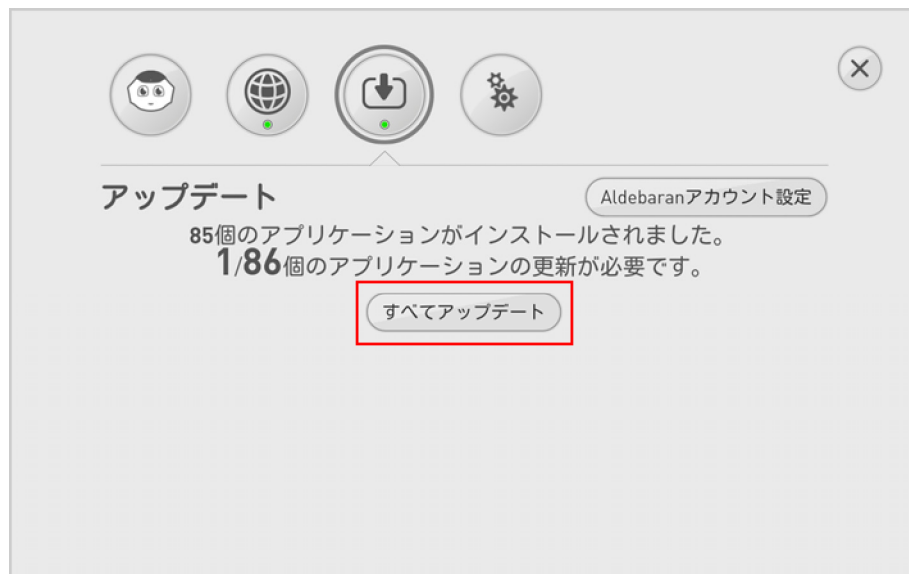 アップデート
Aldebaranアカウント設定
85個のアプリケーションがインストールされました。
1/86個のアプリケーションの更新が必要です。
すべてアップデート